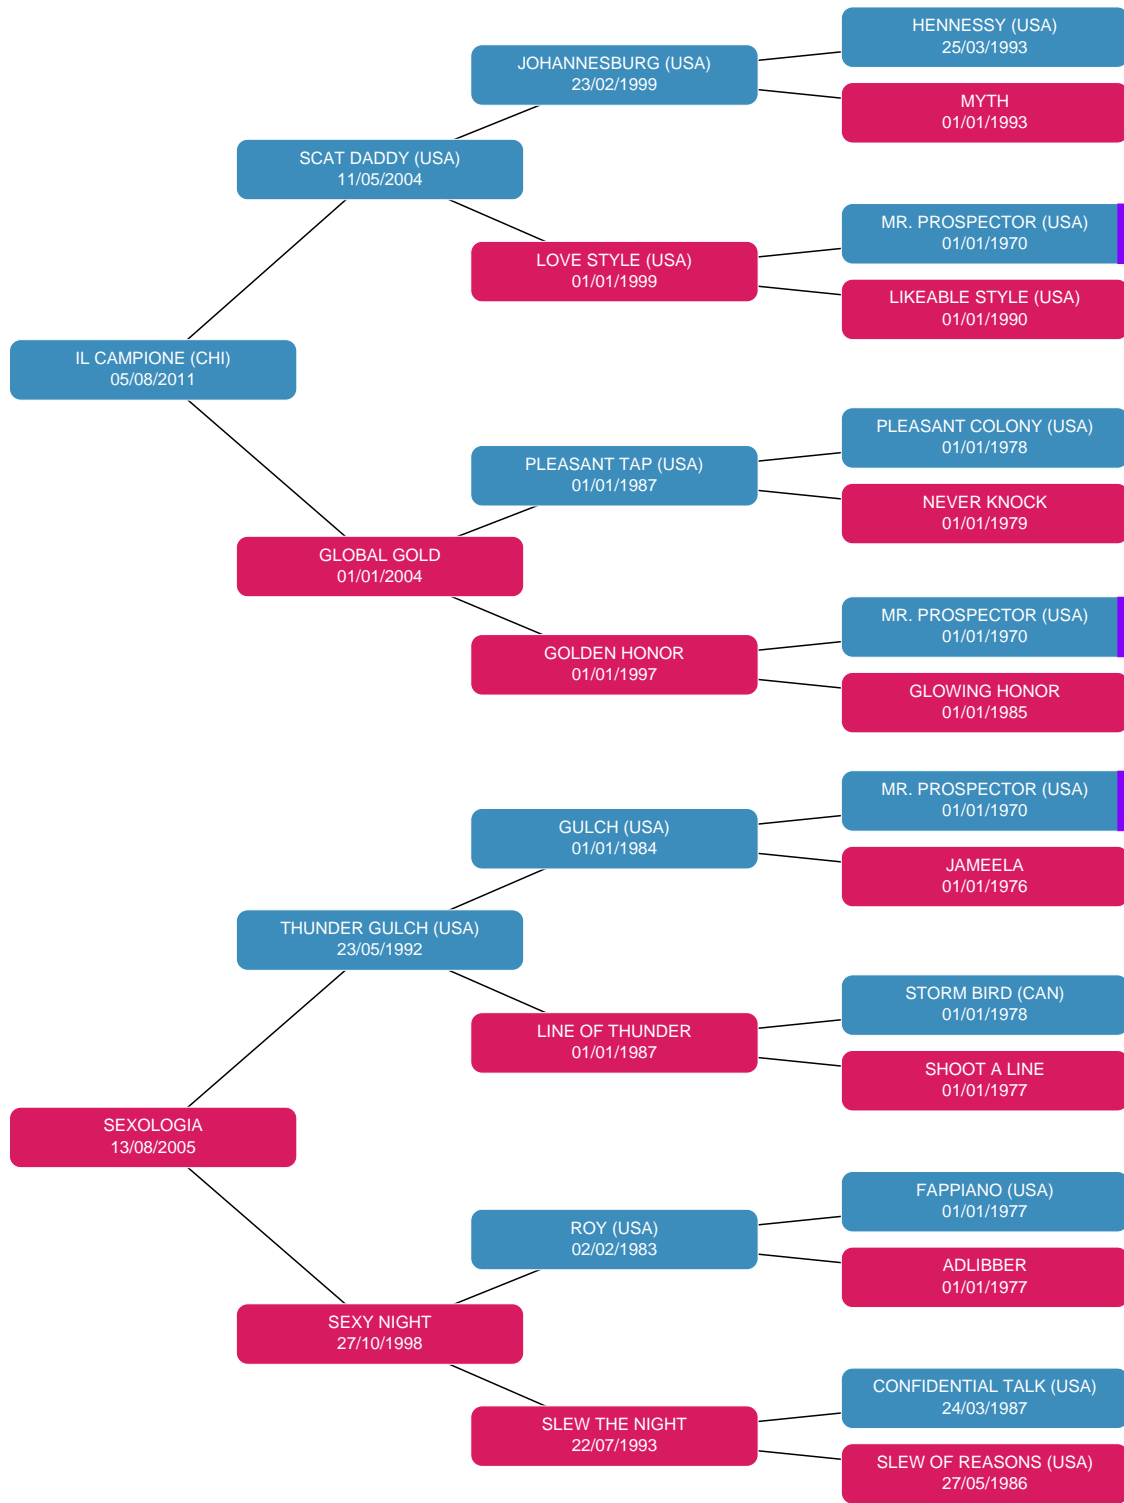 HENNESSY (USA)
25/03/1993
JOHANNESBURG (USA)
23/02/1999
MYTH
01/01/1993
SCAT DADDY (USA)
11/05/2004
MR. PROSPECTOR (USA)
01/01/1970
LOVE STYLE (USA)
01/01/1999
LIKEABLE STYLE (USA)
01/01/1990
IL CAMPIONE (CHI)
05/08/2011
PLEASANT COLONY (USA)
01/01/1978
PLEASANT TAP (USA)
01/01/1987
NEVER KNOCK
01/01/1979
GLOBAL GOLD
01/01/2004
MR. PROSPECTOR (USA)
01/01/1970
GOLDEN HONOR
01/01/1997
GLOWING HONOR
01/01/1985
MR. PROSPECTOR (USA)
01/01/1970
GULCH (USA)
01/01/1984
JAMEELA
01/01/1976
THUNDER GULCH (USA)
23/05/1992
STORM BIRD (CAN)
01/01/1978
LINE OF THUNDER
01/01/1987
SHOOT A LINE
01/01/1977
SEXOLOGIA
13/08/2005
FAPPIANO (USA)
01/01/1977
ROY (USA)
02/02/1983
ADLIBBER
01/01/1977
SEXY NIGHT
27/10/1998
CONFIDENTIAL TALK (USA)
24/03/1987
SLEW THE NIGHT
22/07/1993
SLEW OF REASONS (USA)
27/05/1986